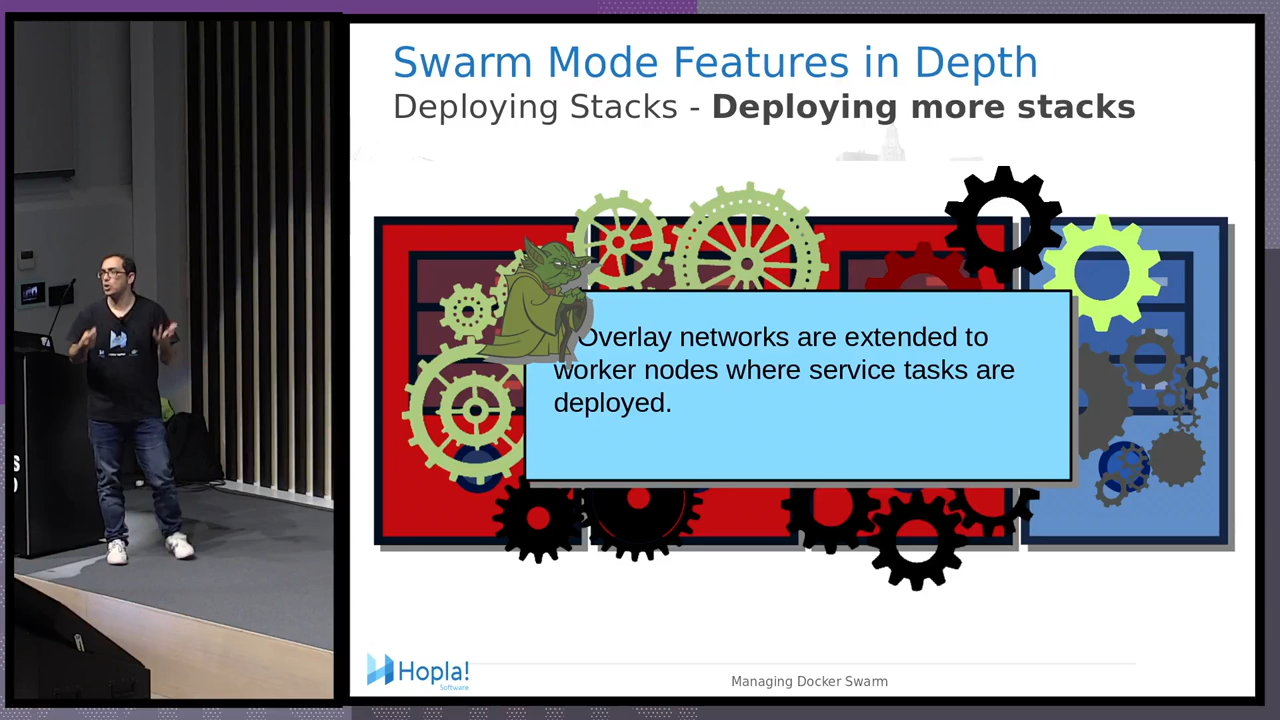 Swarm Mode Features in Depth
Deploying Stacks - Deploying more stacks
Overlay networks are extended to
worker nodes where service tasks are
deployed.
Hopla!
Software
Managing Docker Swarm